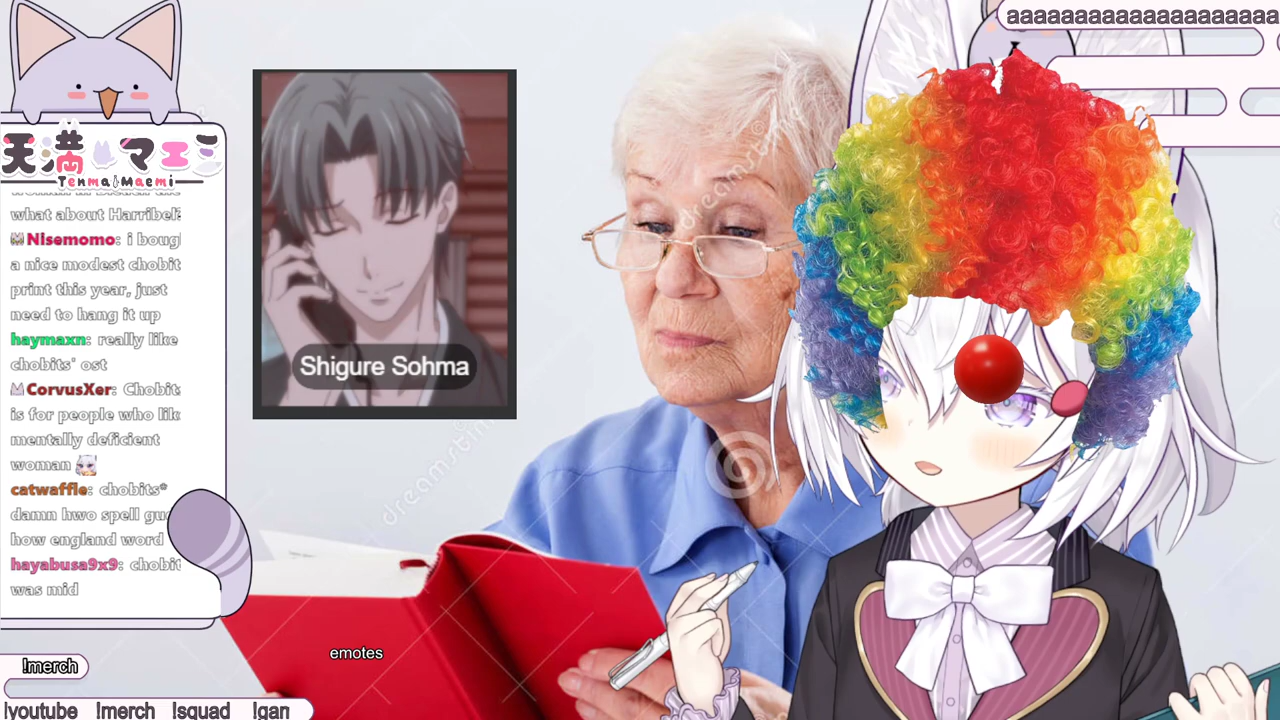 aaaaaaaaaaaaaaaaaaaa
天満マエミ
Tenma Maemi
what about Harribel?
Nisemomo: i boug
a nice modest chobit
print this year, just
need to hang it up
haymaxn: really like
chobits' ost
CorvusXer: Chobits
is for people who lik
mentally deficient
woman
catwaffle: chobits*
damn hwo spell gu
how england word
hayabusa9x9: chobit
was mid
Shigure Sohma
dreamstim
emotes
!merch
!youtube !merch !squad !gan